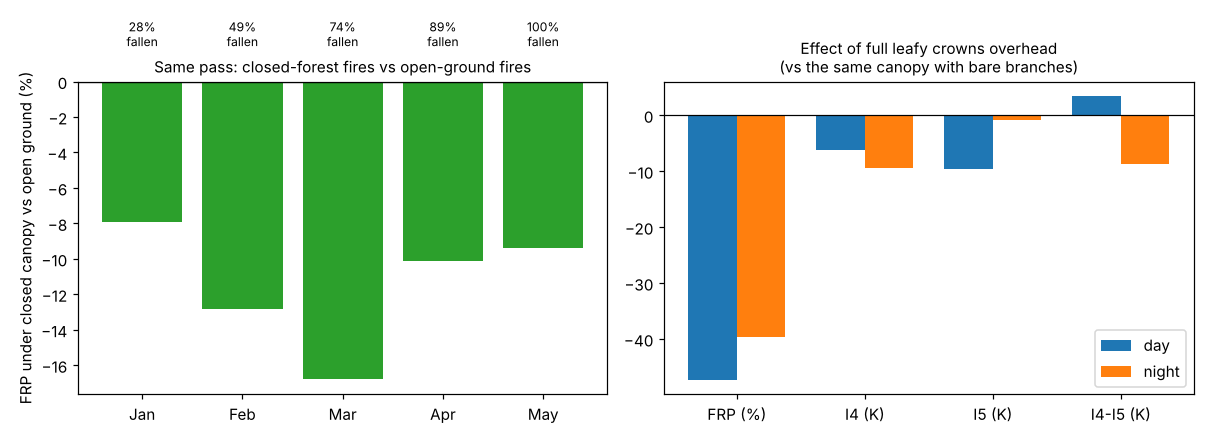 28%
fallen
49%
fallen
74%
fallen
89%
fallen
100%
fallen
Same pass: closed-forest fires vs open-ground fires
FRP under closed canopy vs open ground (%)
0
−2
−4
−6
−8
−10
−12
−14
−16
Jan
Feb
Mar
Apr
May
Effect of full leafy crowns overhead
(vs the same canopy with bare branches)
0
−10
−20
−30
−40
FRP (%)
I4 (K)
I5 (K)
I4-I5 (K)
day
night